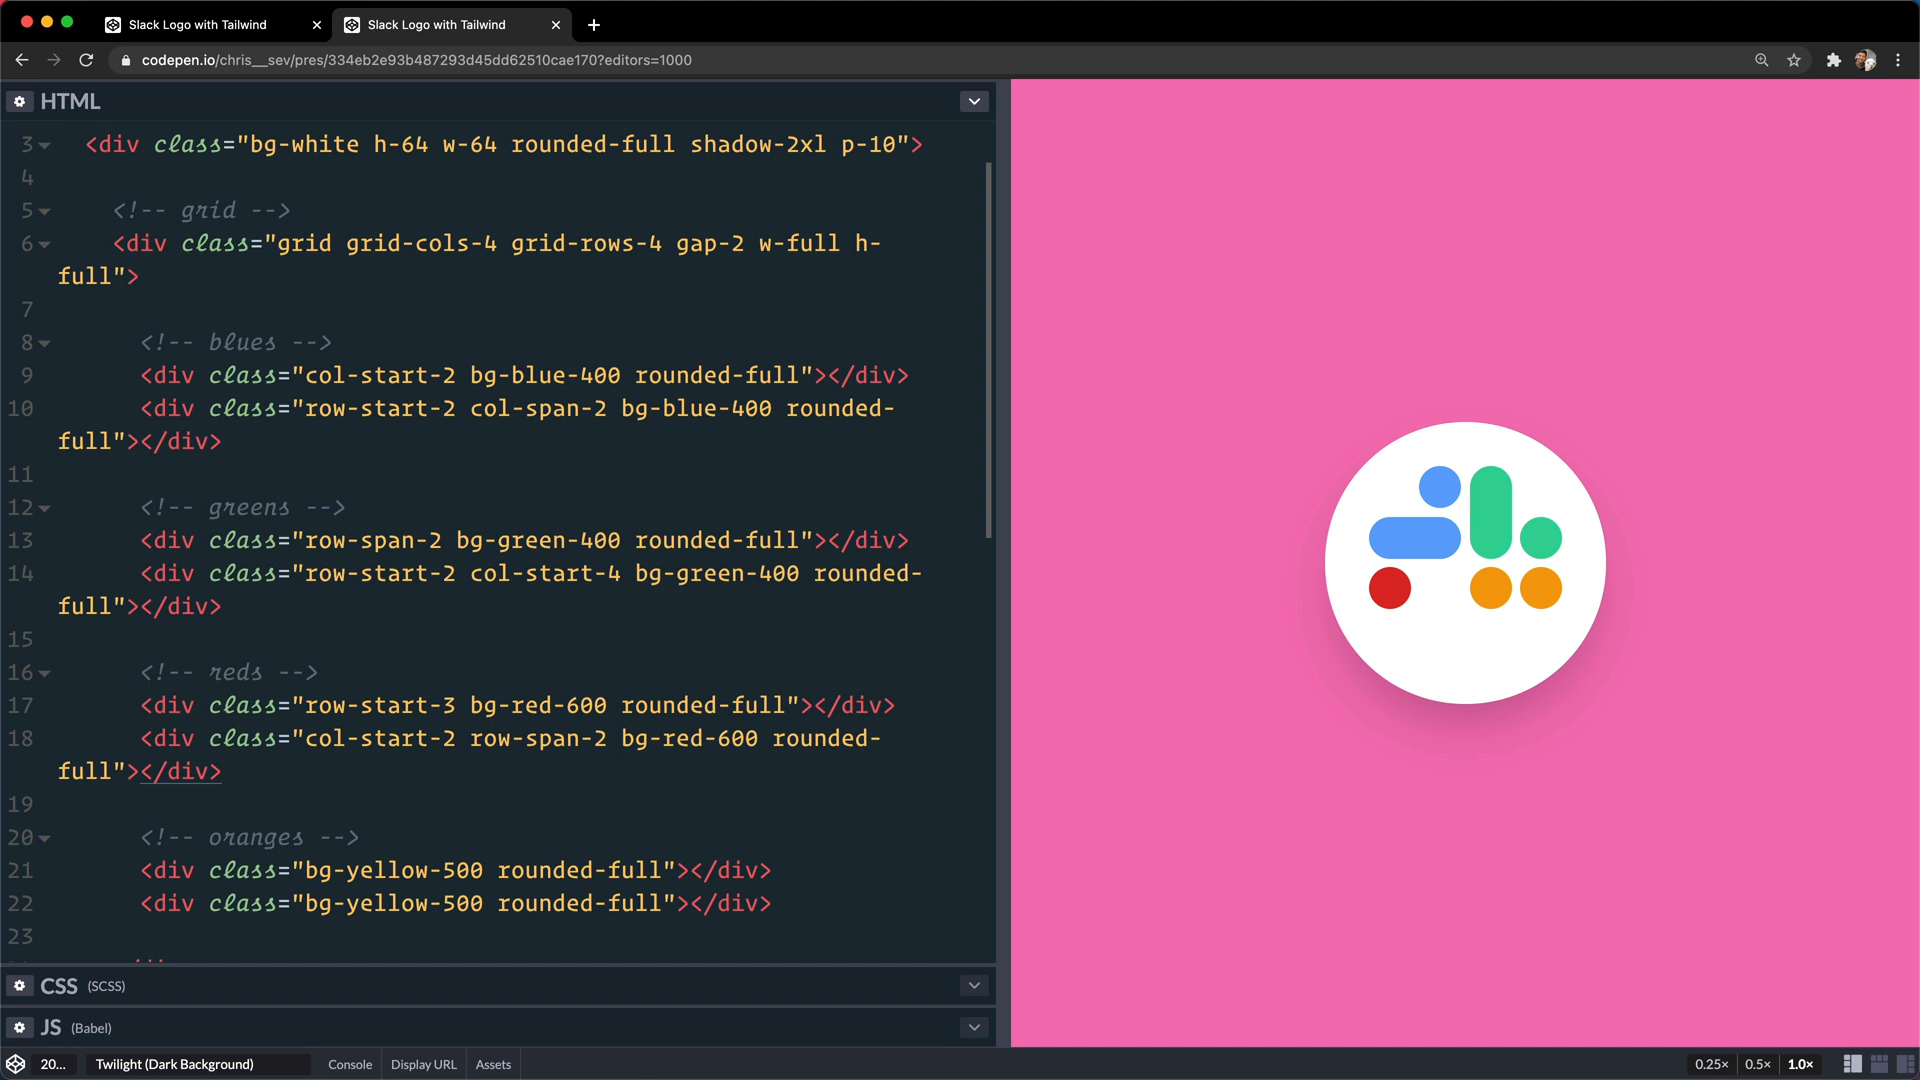 Slack Logo with Tailwind
Slack Logo with Tailwind
codepen.io/chris__sev/pres/334eb2e93b487293d45dd62510cae170?editors=1000
HTML
3 <div class="bg-white h-64 w-64 rounded-full shadow-2xl p-10">
4
5 <!-- grid -->
6 <div class="grid grid-cols-4 grid-rows-4 gap-2 w-full h-
full">
7
8 <!-- blues -->
9 <div class="col-start-2 bg-blue-400 rounded-full"></div>
10 <div class="row-start-2 col-span-2 bg-blue-400 rounded-
full"></div>
11
12 <!-- greens -->
13 <div class="row-span-2 bg-green-400 rounded-full"></div>
14 <div class="row-start-2 col-start-4 bg-green-400 rounded-
full"></div>
15
16 <!-- reds -->
17 <div class="row-start-3 bg-red-600 rounded-full"></div>
18 <div class="col-start-2 row-span-2 bg-red-600 rounded-
full"></div>
19
20 <!-- oranges -->
21 <div class="bg-yellow-500 rounded-full"></div>
22 <div class="bg-yellow-500 rounded-full"></div>
23
CSS (SCSS)
JS (Babel)
20... Twilight (Dark Background) Console Display URL Assets 0.25× 0.5× 1.0×